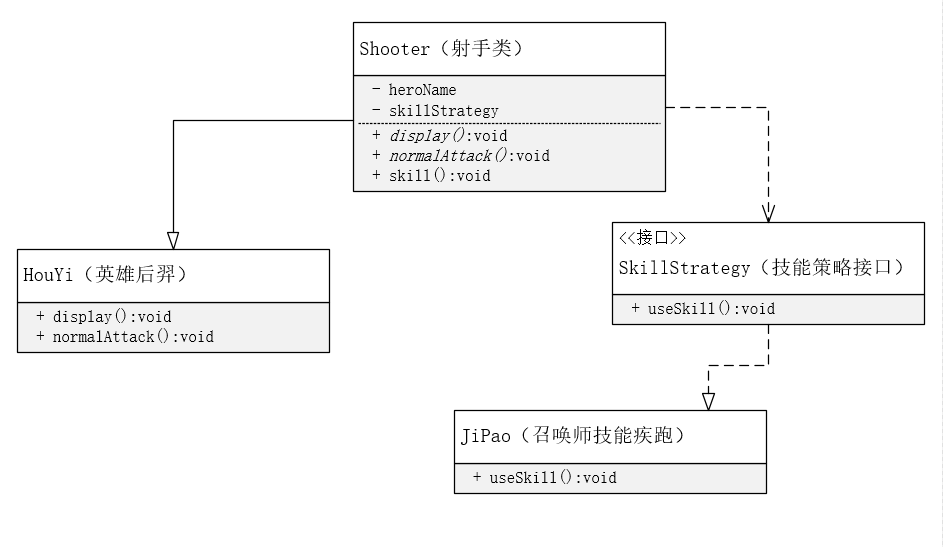 Shooter（射手类）
- heroName
- skillStrategy
+ display():void
+ normalAttack():void
+ skill():void
HouYi（英雄后羿）
+ display():void
+ normalAttack():void
<<接口>>
SkillStrategy（技能策略接口）
+ useSkill():void
JiPao（召唤师技能疾跑）
+ useSkill():void